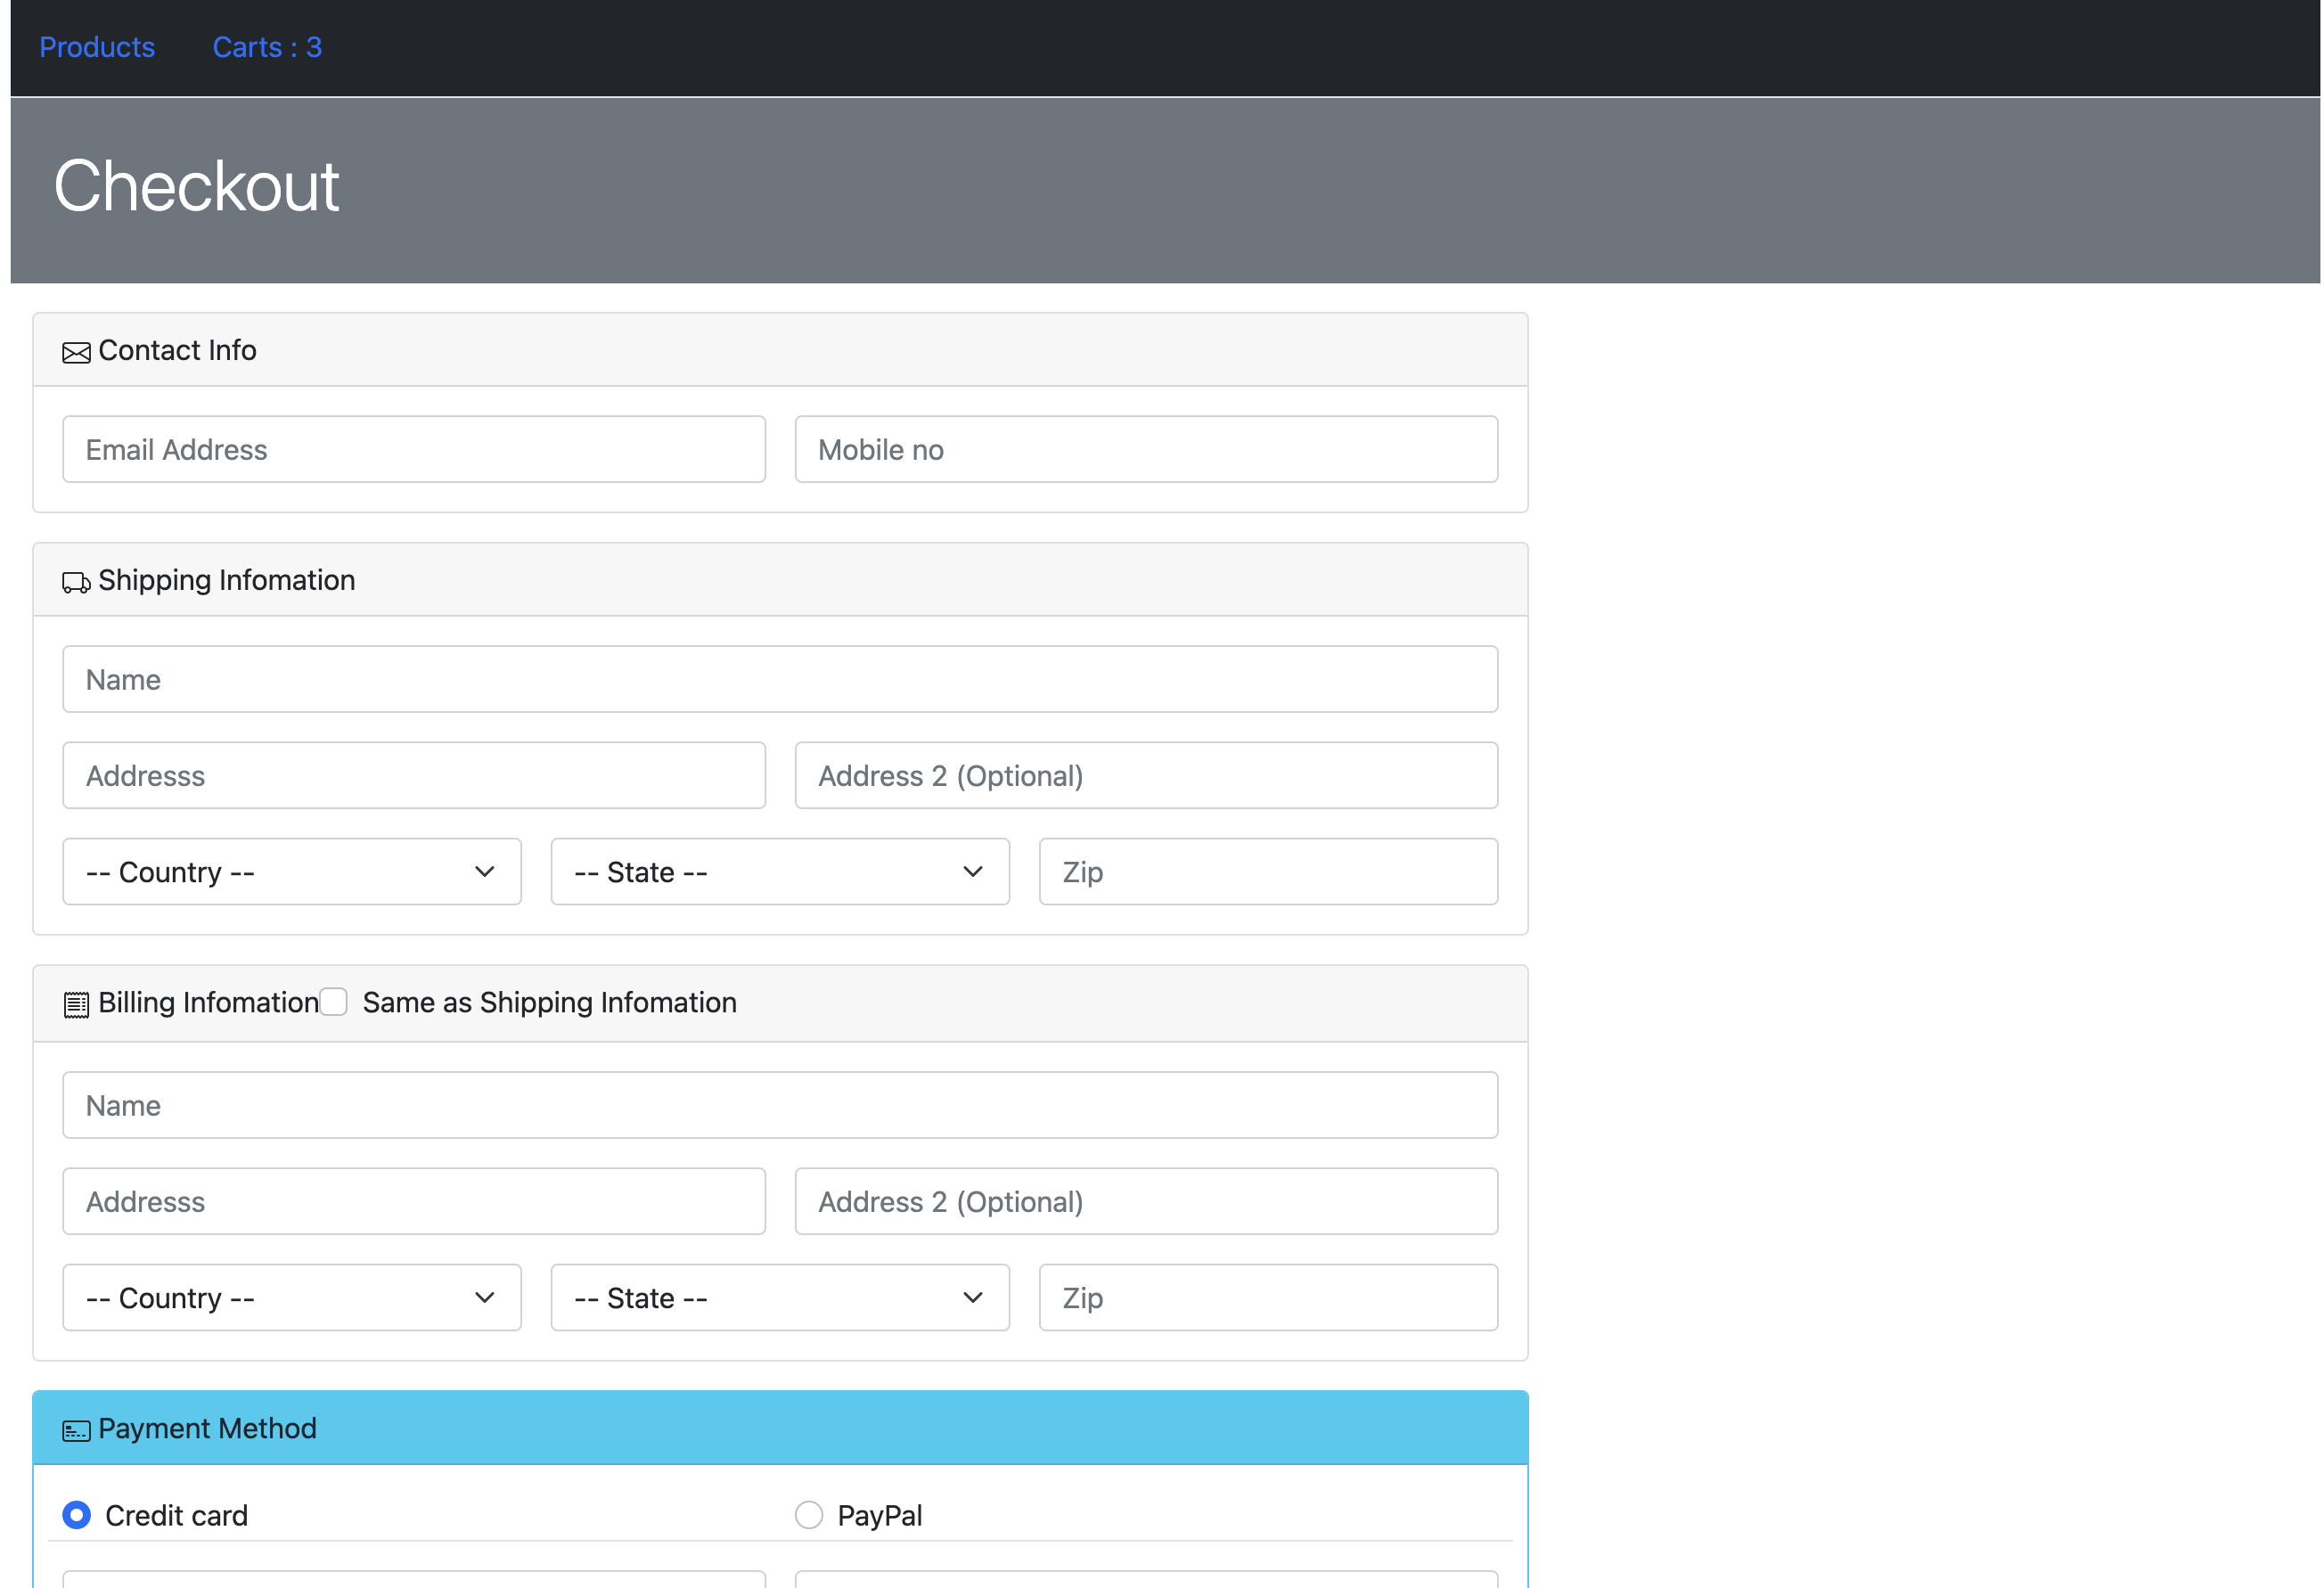 Products Carts : 3
Checkout
Contact Info
Email Address Mobile no
Shipping Infomation
Name
Addresss Address 2 (Optional)
-- Country -- -- State -- Zip
Billing Infomation Same as Shipping Infomation
Name
Addresss Address 2 (Optional)
-- Country -- -- State -- Zip
Payment Method
Credit card PayPal